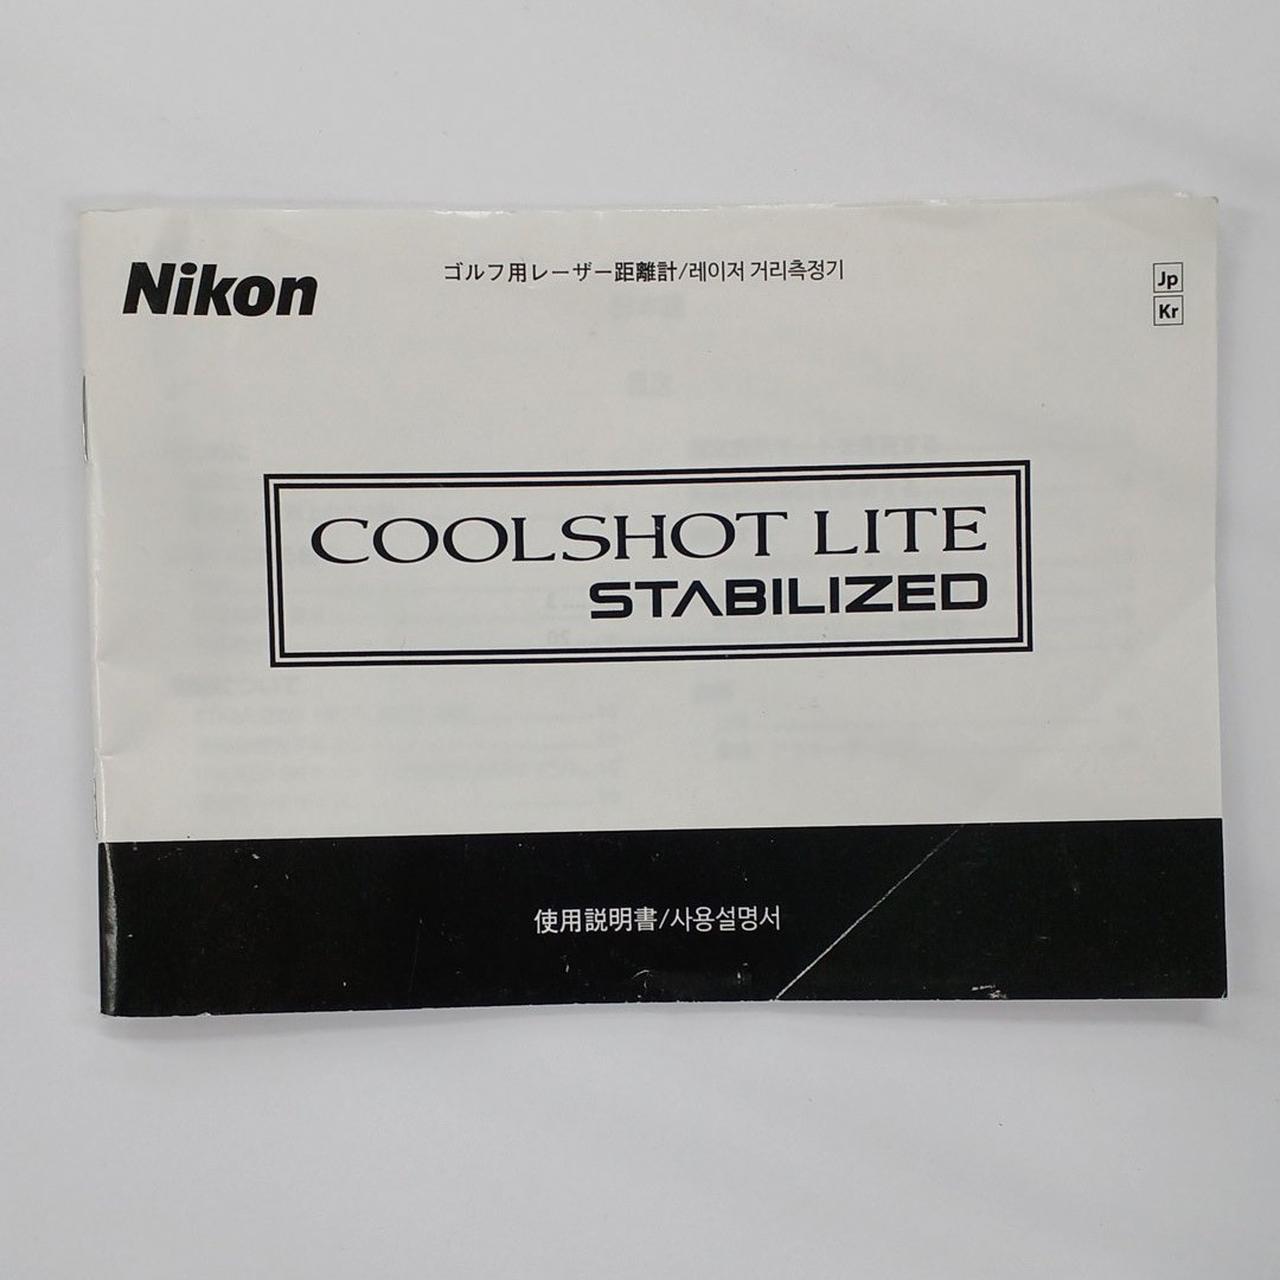 Nikon
ゴルフ用レーザー距離計/레이저 거리측정기
Jp
Kr
COOLSHOT LITE
STABILIZED
使用説明書/사용설명서